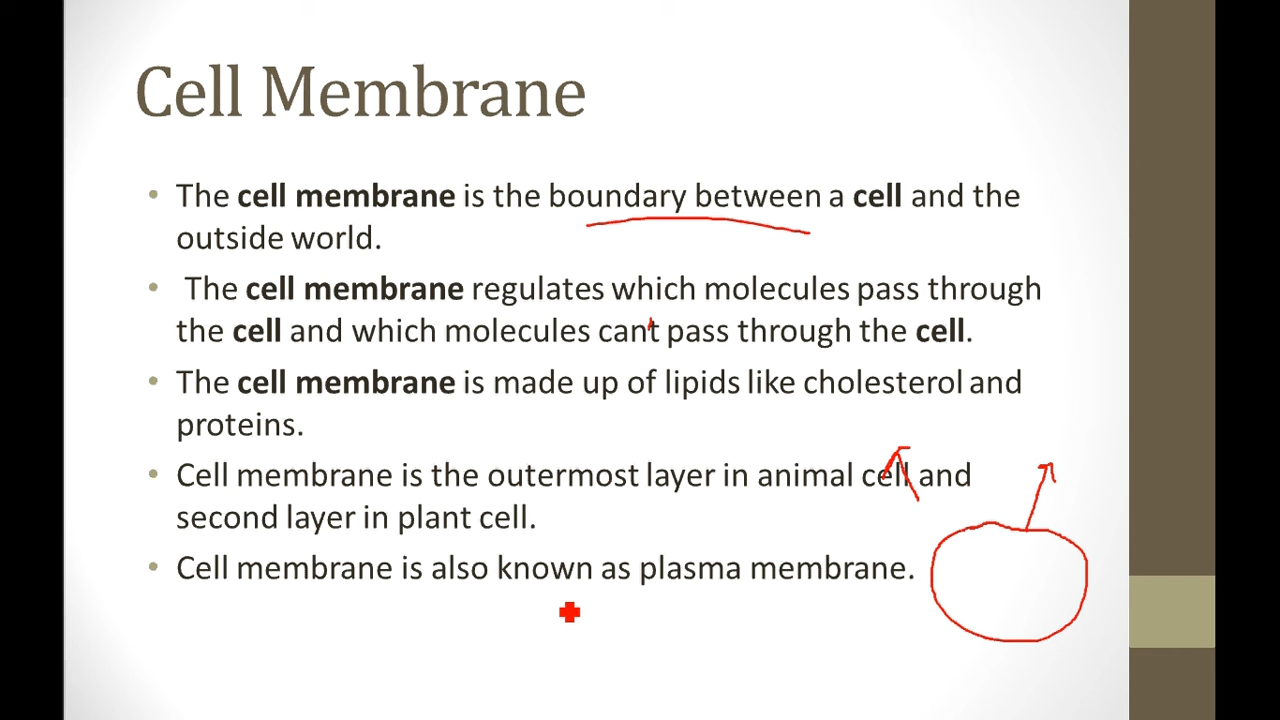 Cell Membrane
• The cell membrane is the boundary between a cell and the
outside world.
• The cell membrane regulates which molecules pass through
the cell and which molecules can't pass through the cell.
• The cell membrane is made up of lipids like cholesterol and
proteins.
• Cell membrane is the outermost layer in animal cell and
second layer in plant cell.
• Cell membrane is also known as plasma membrane.